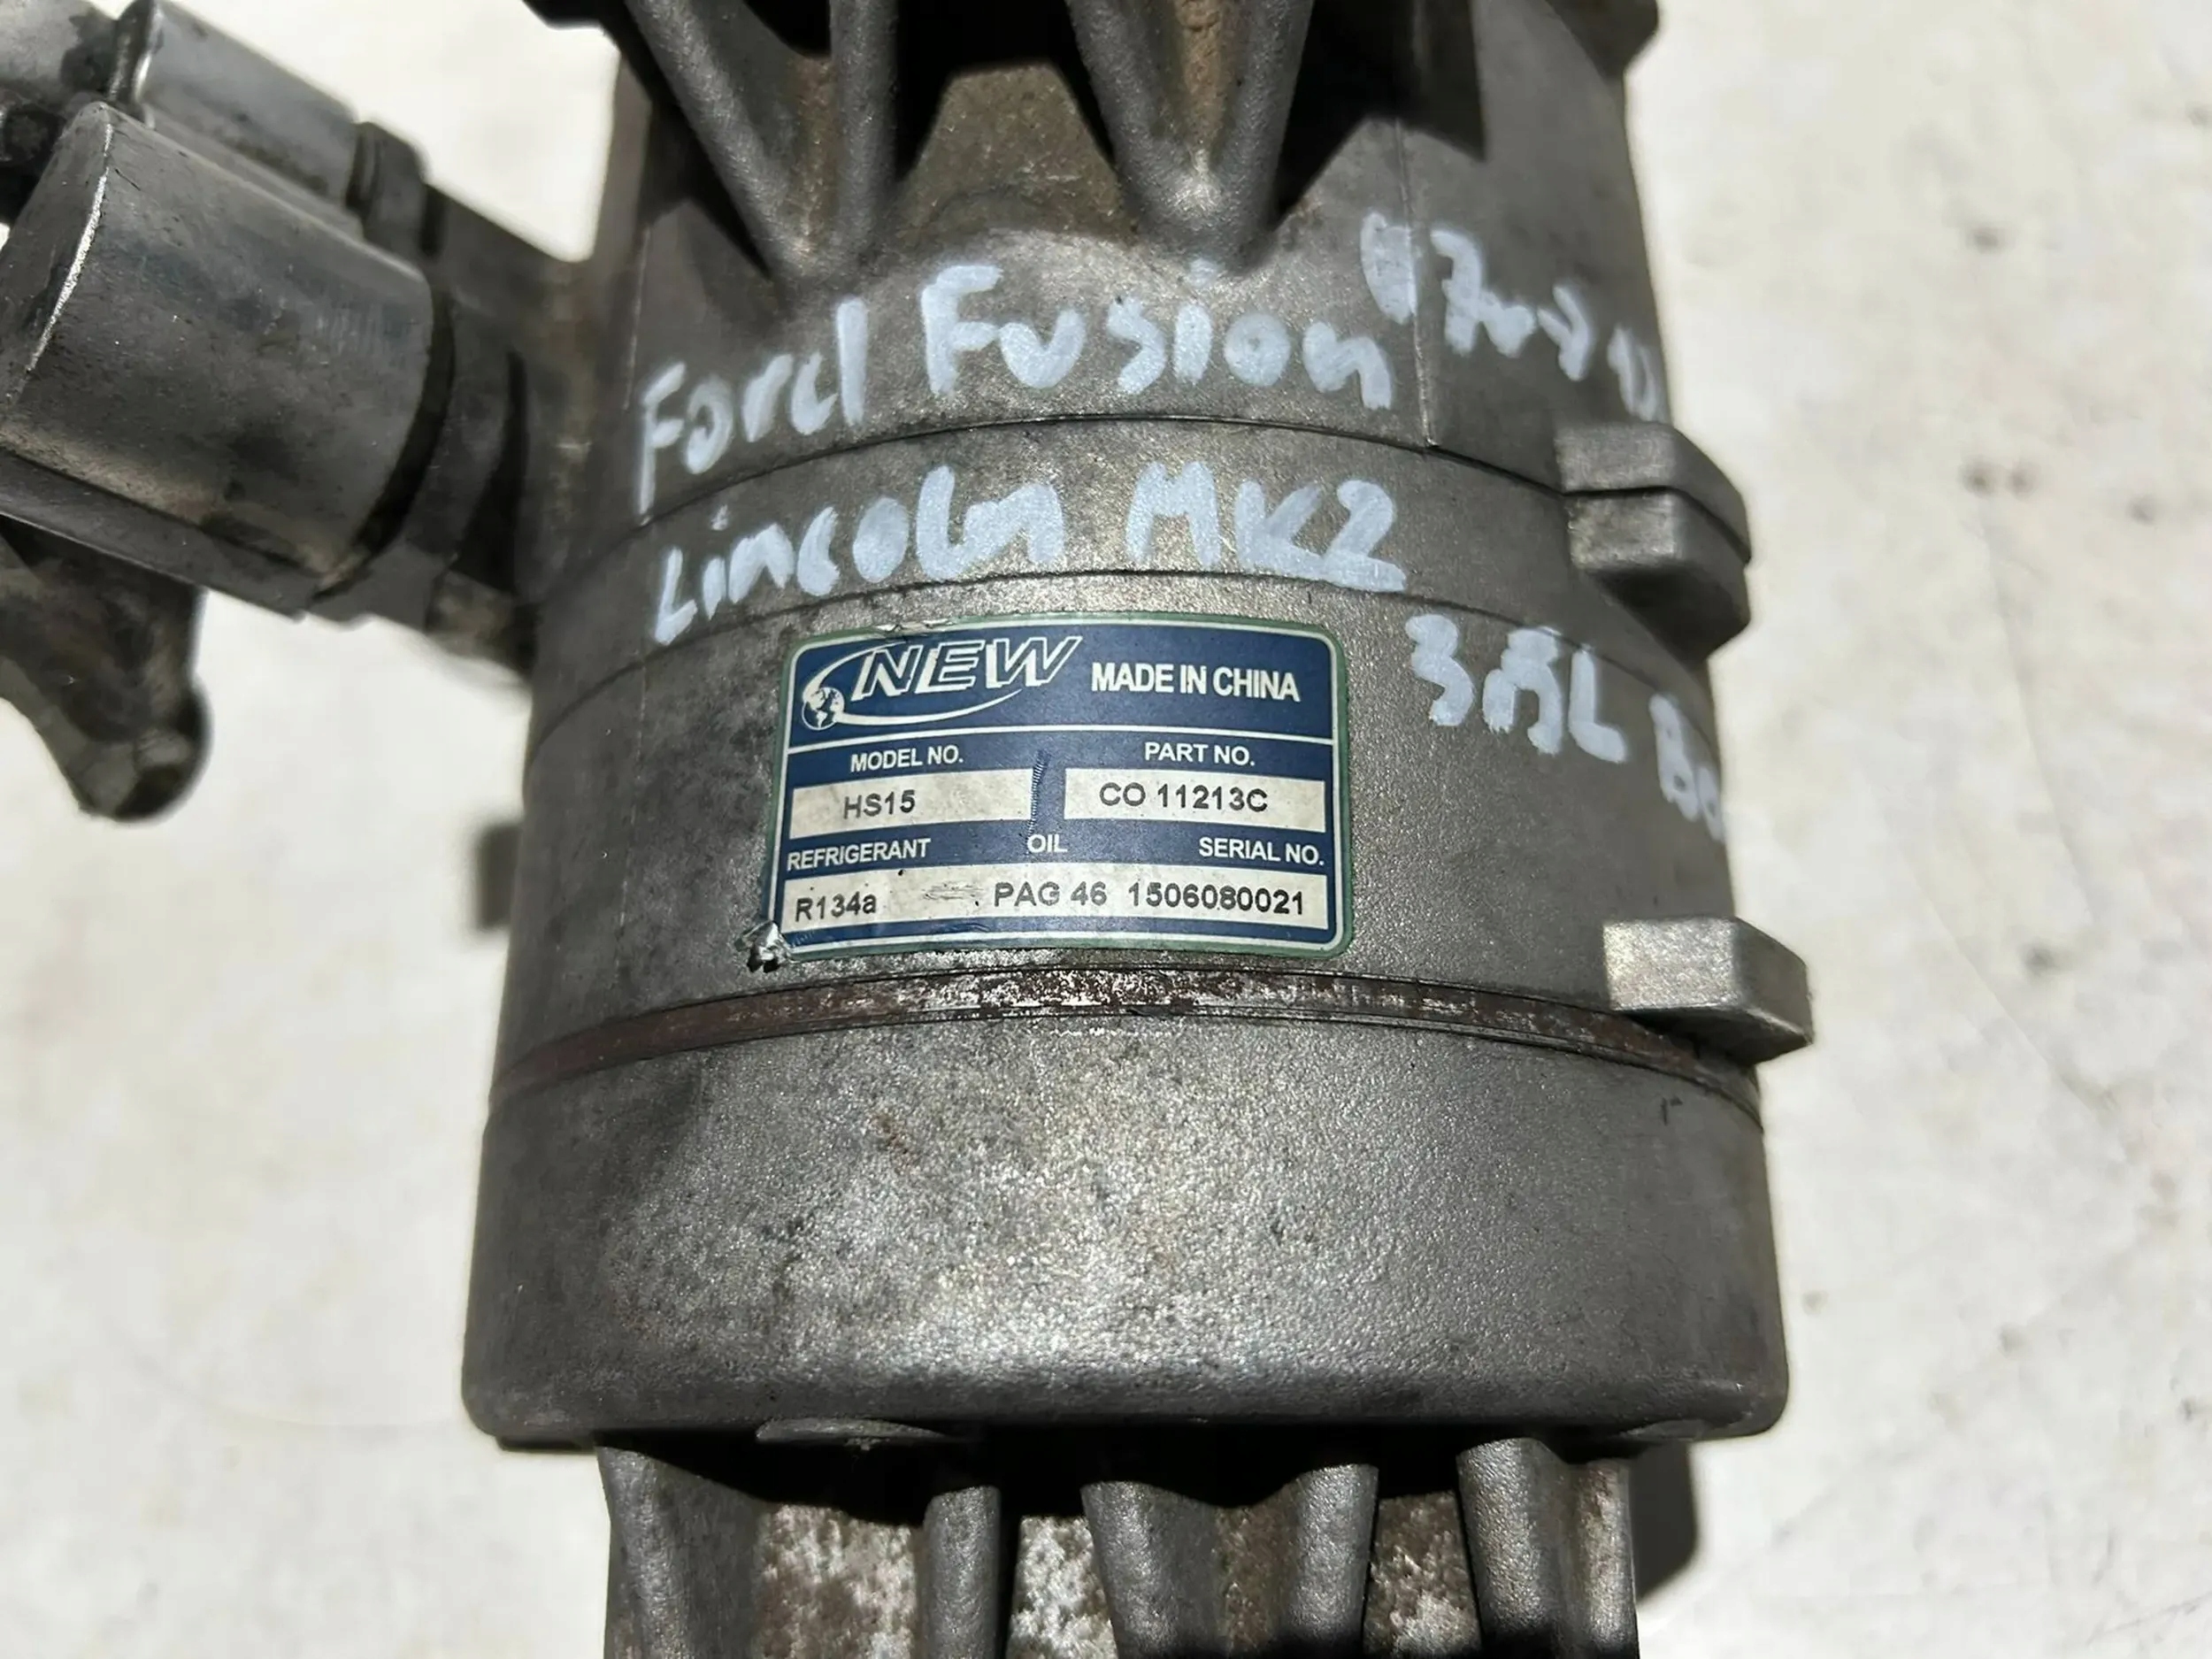 Ford Fusion
Lincoln MK2
NEW MADE IN CHINA
MODEL NO. PART NO.
HS15 CO 11213C
REFRIGERANT OIL SERIAL NO.
R134a PAG 46 1506080021